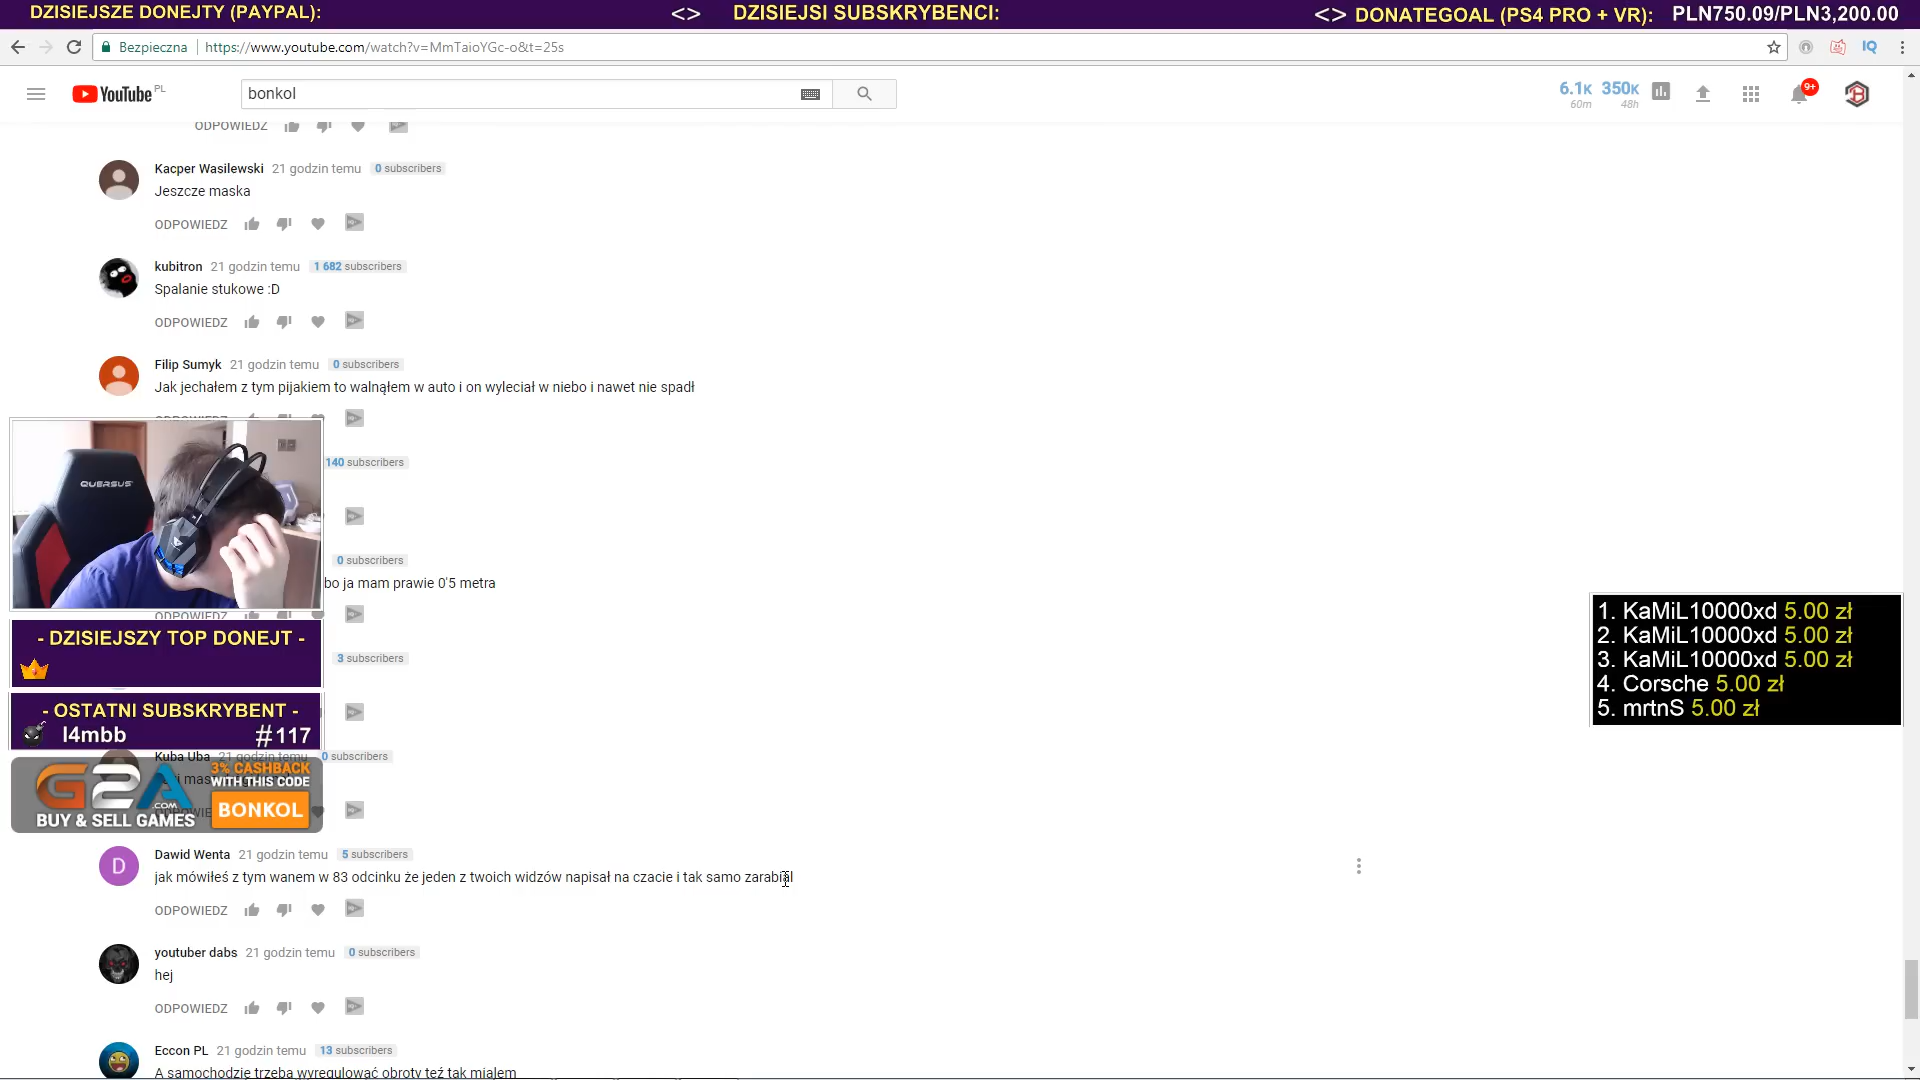 DZISIEJSZE DONEJTY (PAYPAL): <> DZISIEJSI SUBSKRYBENCI: <> DONATEGOAL (PS4 PRO + VR): PLN750.09/PLN3,200.00
Bezpieczna https://www.youtube.com/watch?v=MmTaioYGc-o&t=25s IQ
YouTube PL bonkol 6.1K 60m 350K 48h 9+
ODPOWIEDZ
Kacper Wasilewski 21 godzin temu 0 subscribers
Jeszcze maska
ODPOWIEDZ
kubitron 21 godzin temu 1 682 subscribers
Spalanie stukowe :D
ODPOWIEDZ
Filip Sumyk 21 godzin temu 0 subscribers
Jak jechałem z tym pijakiem to walnąłem w auto i on wyleciał w niebo i nawet nie spadł
140 subscribers
QUERSUS
0 subscribers
bo ja mam prawie 0'5 metra
ODPOWIEDZ
1. KaMiL10000xd 5.00 zł
2. KaMiL10000xd 5.00 zł
3. KaMiL10000xd 5.00 zł
4. Corsche 5.00 zł
5. mrtnS 5.00 zł
- DZISIEJSZY TOP DONEJT -
3 subscribers
- OSTATNI SUBSKRYBENT -
l4mbb #117
Kuba Uba 21 godzin temu 0 subscribers
G2A .COM
BUY & SELL GAMES
3% CASHBACK
WITH THIS CODE
BONKOL
Dawid Wenta 21 godzin temu 5 subscribers
jak mówiłeś z tym wanem w 83 odcinku że jeden z twoich widzów napisał na czacie i tak samo zarabiał
ODPOWIEDZ
youtuber dabs 21 godzin temu 0 subscribers
hej
ODPOWIEDZ
Eccon PL 21 godzin temu 13 subscribers
A samochodzie trzeba wyregulować obroty też tak miałem